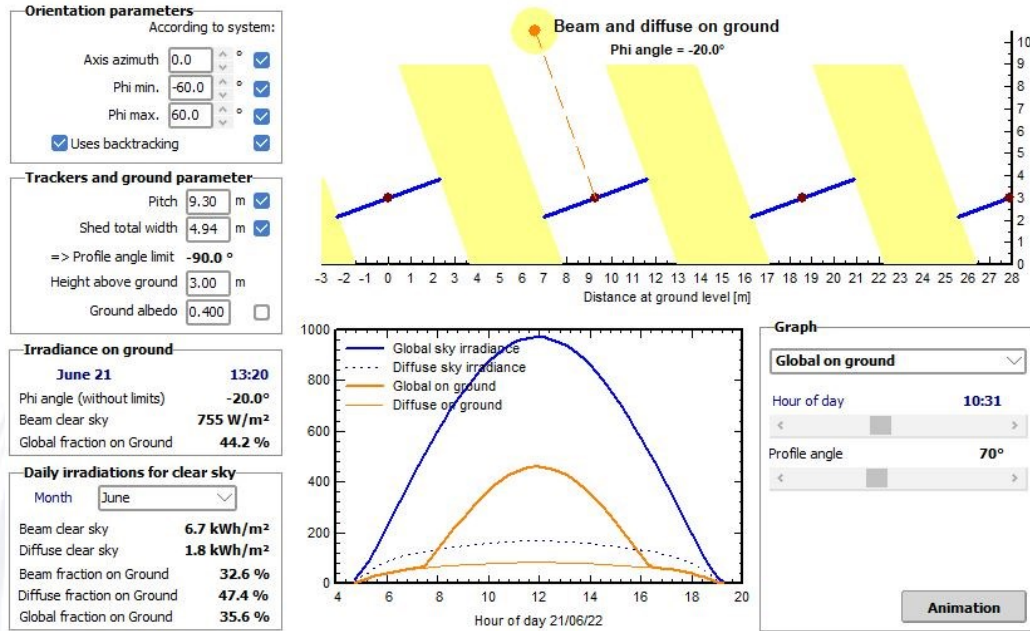 Orientation parameters
According to system:
Axis azimuth 0.0 °
Phi min. -60.0 °
Phi max. 60.0 °
Uses backtracking
Trackers and ground parameter
Pitch 9.30 m
Shed total width 4.94 m
=> Profile angle limit -90.0 °
Height above ground 3.00 m
Ground albedo 0.400
Irradiance on ground
June 21 13:20
Phi angle (without limits) -20.0°
Beam clear sky 755 W/m²
Global fraction on Ground 44.2 %
Daily irradiations for clear sky
Month June
Beam clear sky 6.7 kWh/m²
Diffuse clear sky 1.8 kWh/m²
Beam fraction on Ground 32.6 %
Diffuse fraction on Ground 47.4 %
Global fraction on Ground 35.6 %
Beam and diffuse on ground
Phi angle = -20.0°
10
9
8
7
6
5
4
3
2
1
0
-3 -2 -1 0 1 2 3 4 5 6 7 8 9 10 11 12 13 14 15 16 17 18 19 20 21 22 23 24 25 26 27 28
Distance at ground level [m]
1000
800
600
400
200
0
Global sky irradiance
Diffuse sky irradiance
Global on ground
Diffuse on ground
4 6 8 10 12 14 16 18 20
Hour of day 21/06/22
Graph
Global on ground
Hour of day 10:31
Profile angle 70°
Animation